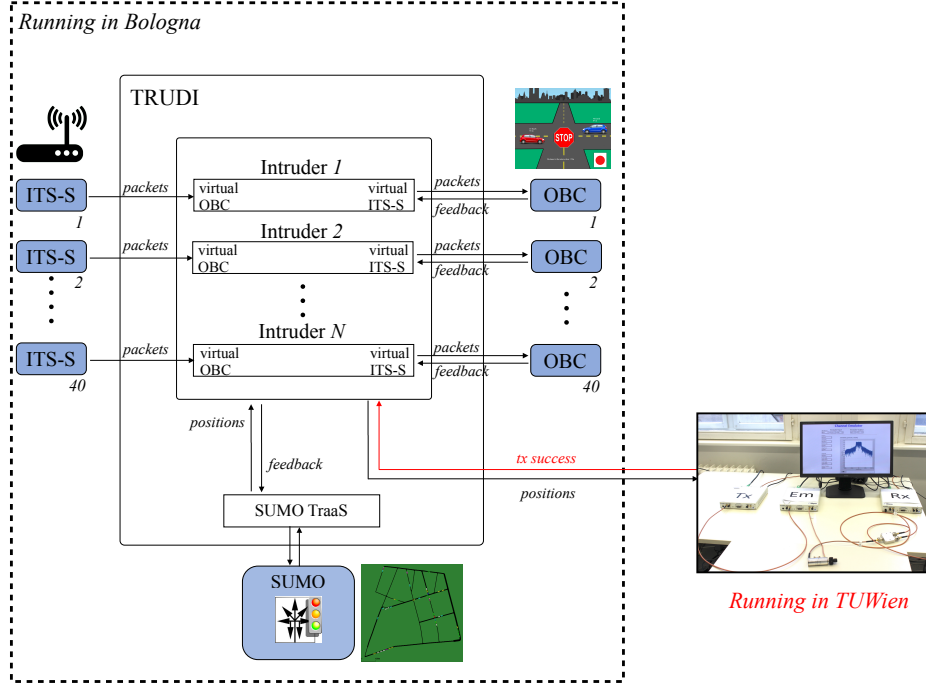 Running in Bologna
TRUDI
Intruder 1
virtual OBC
virtual ITS-S
ITS-S
1
packets
packets
feedback
OBC
1
STOP
Intruder 2
virtual OBC
virtual ITS-S
ITS-S
2
packets
packets
feedback
OBC
2
Intruder N
virtual OBC
virtual ITS-S
ITS-S
40
packets
packets
feedback
OBC
40
positions
feedback
tx success
positions
SUMO TraaS
SUMO
Tx
Em
Rx
Running in TUWien